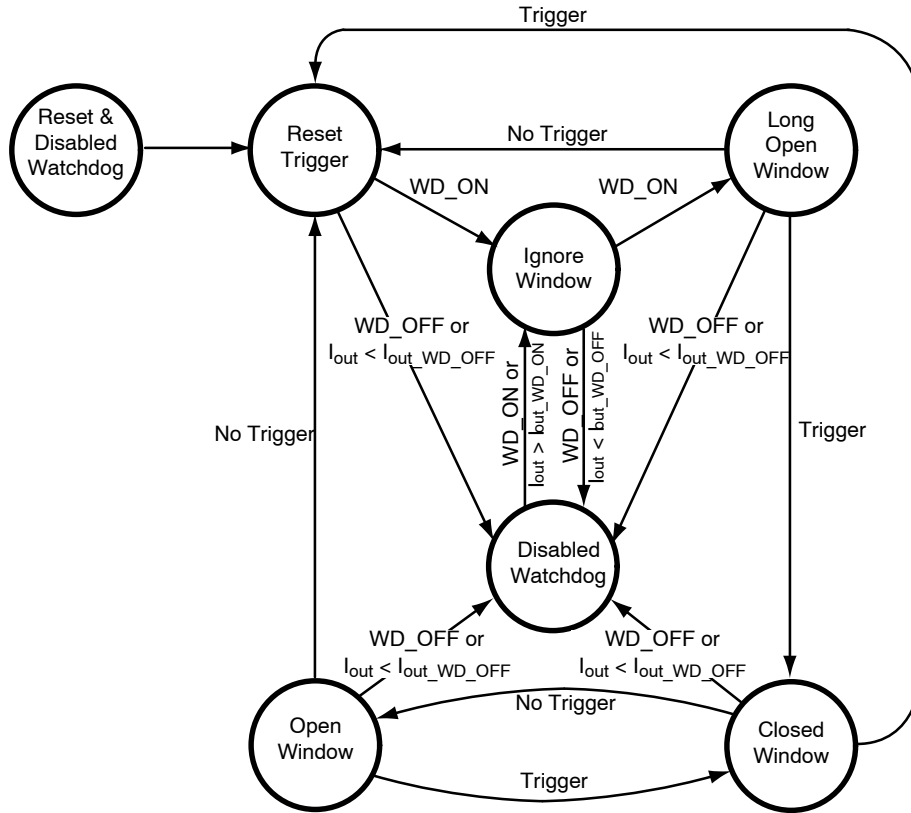 Trigger
Reset &
Disabled
Watchdog
Reset
Trigger
No Trigger
Long
Open
Window
WD_ON
WD_ON
Ignore
Window
WD_OFF or
Iout < Iout_WD_OFF
WD_ON or
Iout > Iout_WD_ON
WD_OFF or
Iout < Iout_WD_OFF
WD_OFF or
Iout < Iout_WD_OFF
No Trigger
Trigger
Disabled
Watchdog
WD_OFF or
Iout < Iout_WD_OFF
WD_OFF or
Iout < Iout_WD_OFF
No Trigger
Open
Window
Closed
Window
Trigger